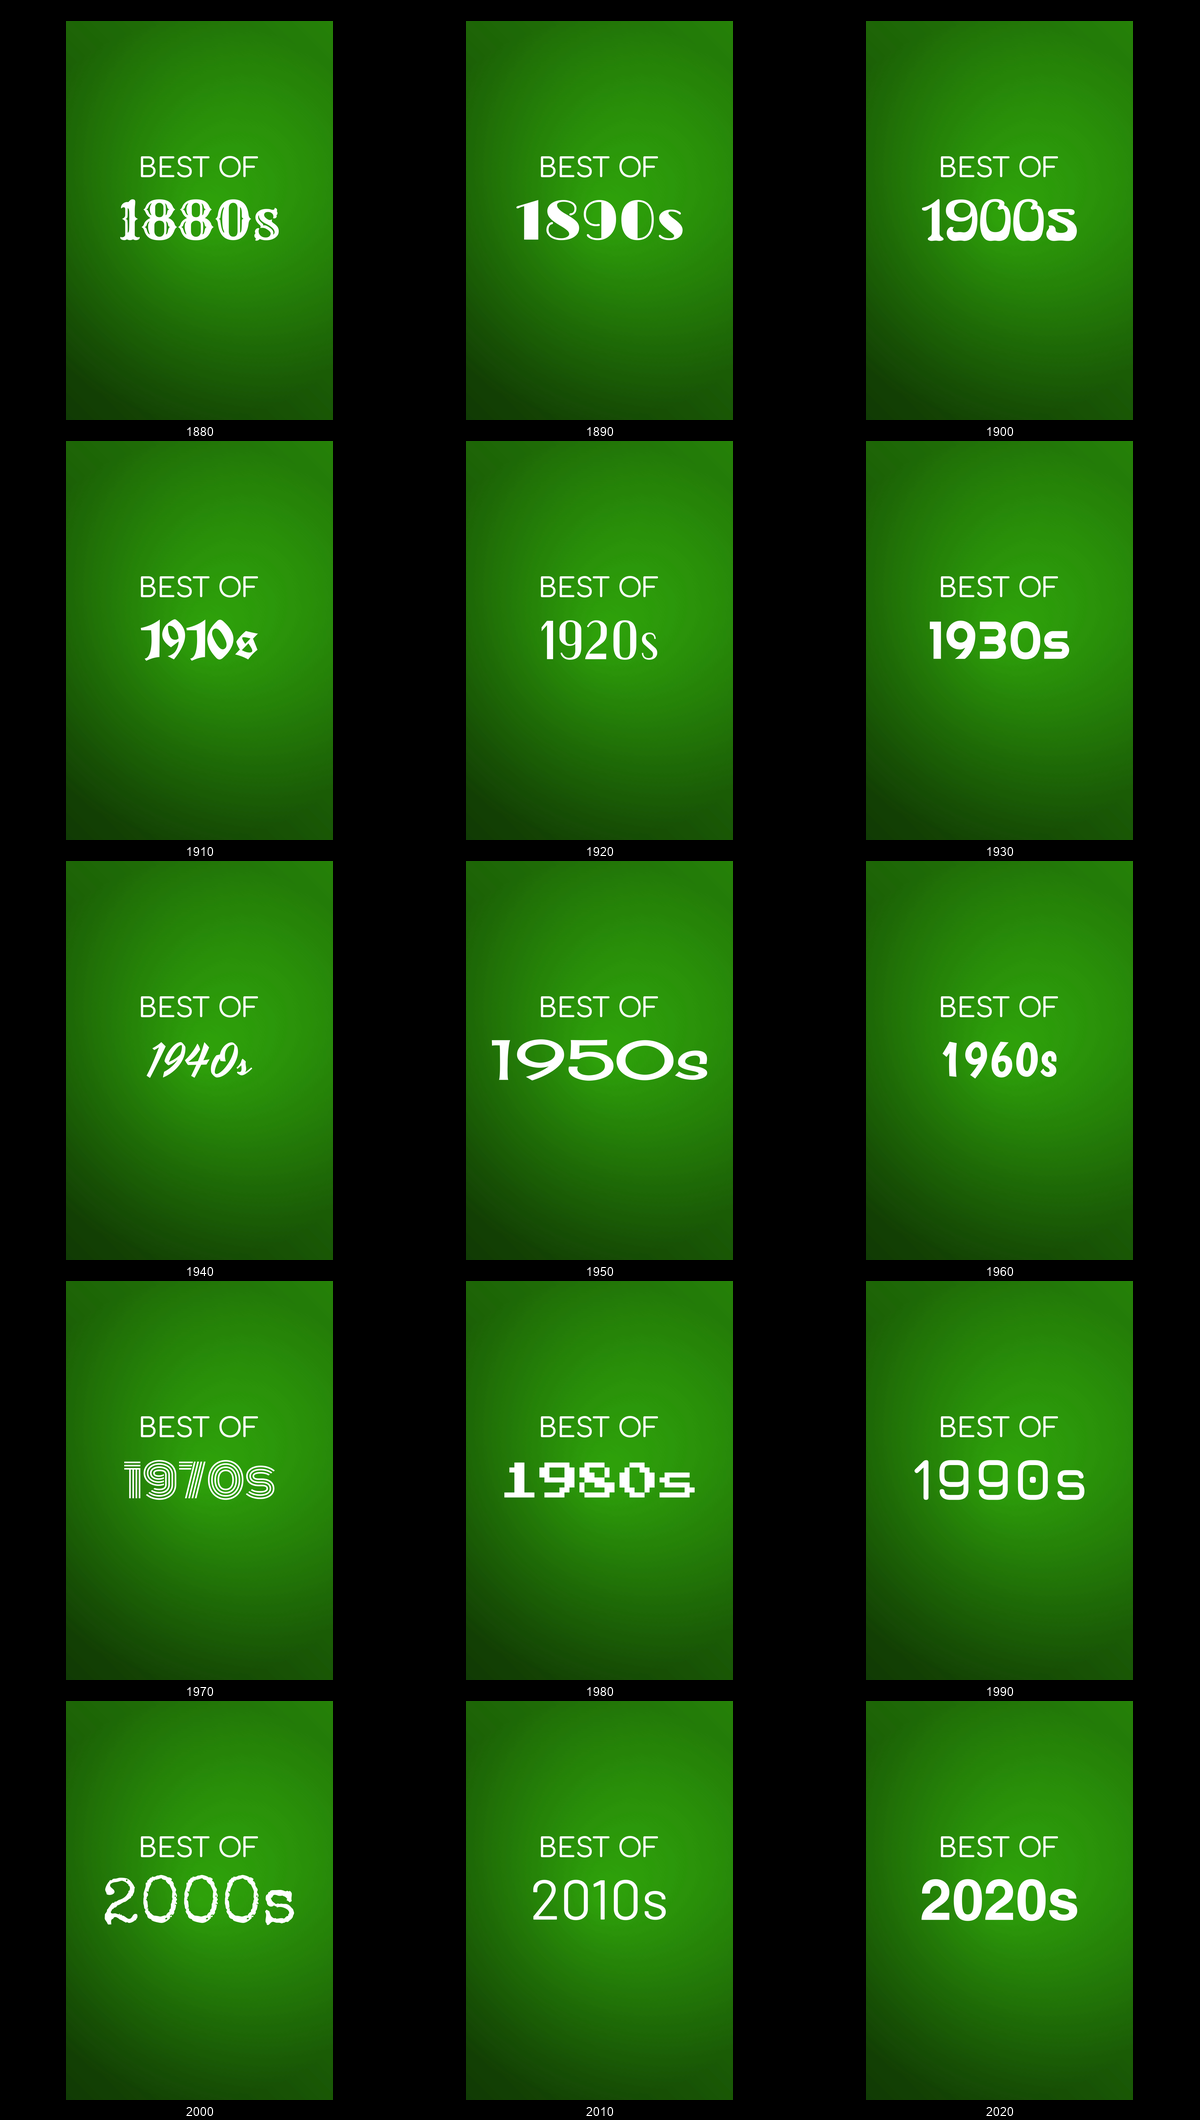 BEST OF
1880s
1880
BEST OF
1890s
1890
BEST OF
1900s
1900
BEST OF
1910s
1910
BEST OF
1920s
1920
BEST OF
1930s
1930
BEST OF
1940s
1940
BEST OF
1950s
1950
BEST OF
1960s
1960
BEST OF
1970s
1970
BEST OF
1980s
1980
BEST OF
1990s
1990
BEST OF
2000s
2000
BEST OF
2010s
2010
BEST OF
2020s
2020